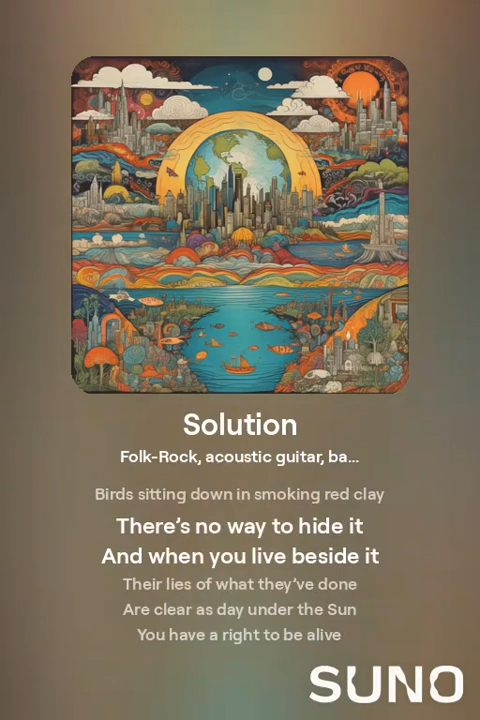 Solution
Folk-Rock, acoustic guitar, ba...
Birds sitting down in smoking red clay
There's no way to hide it
And when you live beside it
Their lies of what they've done
Are clear as day under the Sun
You have a right to be alive
SUNO